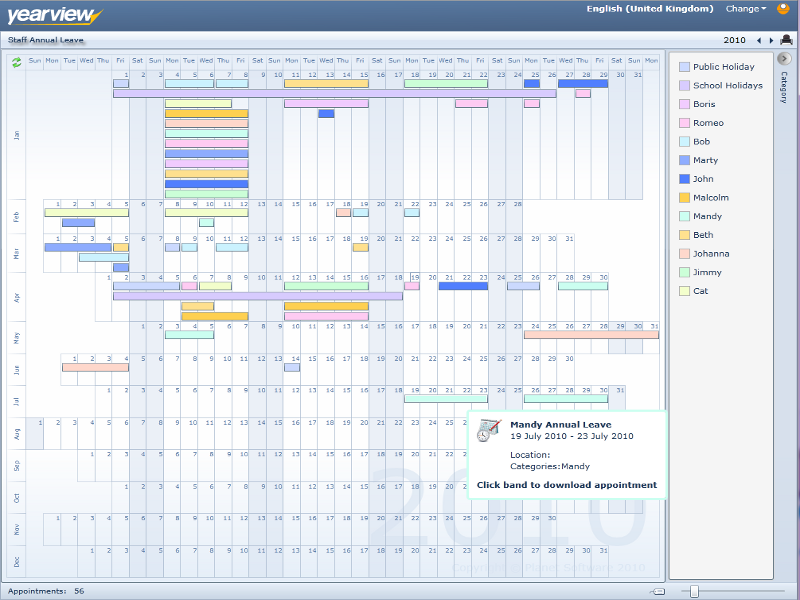 yearview
English (United Kingdom) Change
Staff Annual Leave
2010
Sun Mon Tue Wed Thu Fri Sat Sun Mon Tue Wed Thu Fri Sat Sun Mon Tue Wed Thu Fri Sat Sun Mon Tue Wed Thu Fri Sat Sun Mon Tue Wed Thu Fri Sat Sun Mon
Jan 1 2 3 4 5 6 7 8 9 10 11 12 13 14 15 16 17 18 19 20 21 22 23 24 25 26 27 28 29 30 31
Feb 1 2 3 4 5 6 7 8 9 10 11 12 13 14 15 16 17 18 19 20 21 22 23 24 25 26 27 28
Mar 1 2 3 4 5 6 7 8 9 10 11 12 13 14 15 16 17 18 19 20 21 22 23 24 25 26 27 28 29 30 31
Apr 1 2 3 4 5 6 7 8 9 10 11 12 13 14 15 16 17 18 19 20 21 22 23 24 25 26 27 28 29 30
May 1 2 3 4 5 6 7 8 9 10 11 12 13 14 15 16 17 18 19 20 21 22 23 24 25 26 27 28 29 30 31
Jun 1 2 3 4 5 6 7 8 9 10 11 12 13 14 15 16 17 18 19 20 21 22 23 24 25 26 27 28 29 30
Jul 1 2 3 4 5 6 7 8 9 10 11 12 13 14 15 16 17 18 19 20 21 22 23 24 25 26 27 28 29 30 31
Aug 1 2 3 4 5 6 7 8 9 10 11 12 13 14 15 16 17 18 19 20 21 22 23 24 25 26
Sep 1 2 3 4 5 6 7 8 9 10 11 12 13 14 15 16 17 18 19 20 21 22 23
Oct 1 2 3 4 5 6 7 8 9 10 11 12 13 14 15 16 17 18 19 20 21
Nov 1 2 3 4 5 6 7 8 9 10 11 12 13 14 15 16 17 18 19 20 21 22 23 24 25 26 27 28 29 30
Dec 1 2 3 4 5 6 7 8 9 10 11 12 13 14 15 16 17 18 19 20 21 22 23 24 25 26 27 28 29 30 31
Mandy Annual Leave
19 July 2010 - 23 July 2010
Location:
Categories:Mandy
Click band to download appointment
2010
Public Holiday
School Holidays
Boris
Romeo
Bob
Marty
John
Malcolm
Mandy
Beth
Johanna
Jimmy
Cat
Category
Appointments: 56